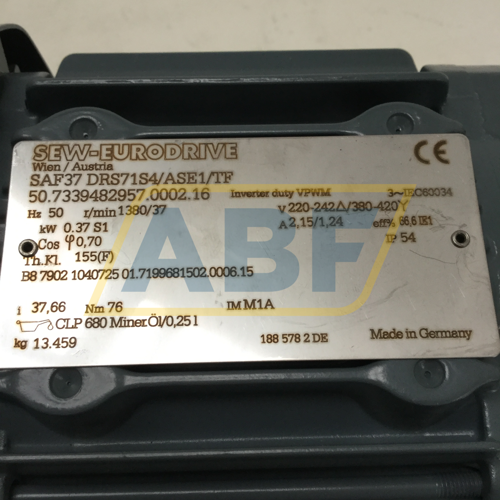 SEW-EURODRIVE
Wien / Austria
SAF37 DRS71S4/ASE1/TF
50.7339482957.0002.16 Inverter duty VPWM 3~IEC60034
Hz 50 r/min 1380/37 V 220-242△/380-420Y
kW 0.37 S1 A 2,15/1,24 eff% 66,6 IE1
Cos φ 0,70 IP 54
Th.Kl. 155(F)
B8 7902 1040725 01.7199681502.0006.15
i 37,66 Nm 76 IM M1A
CLP 680 Miner.Öl/0,25 l
kg 13.459 188 578 2 DE Made in Germany
CE
ABF